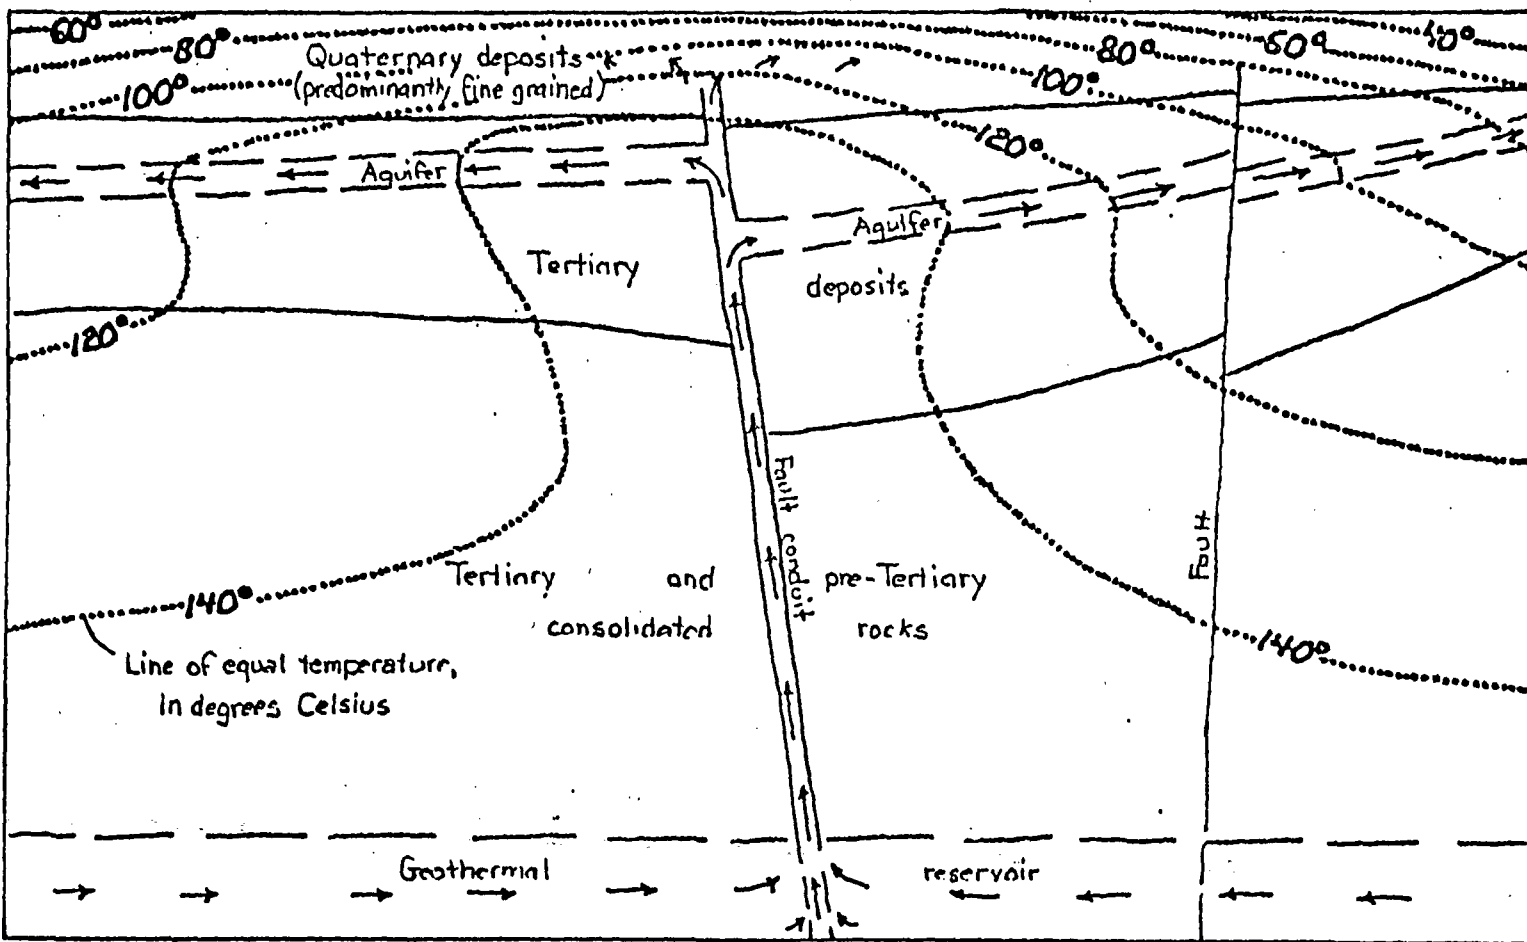 60° 80° 60° 40°
80°
Quaternary deposits
100° (predominantly fine grained) 100°
120°
Aquifer
Aquifer
Tertiary deposits
120°
Fault conduit
Fault
Tertiary and pre-Tertiary
consolidated rocks
140°
140°
Line of equal temperature,
in degrees Celsius
Geothermal reservoir